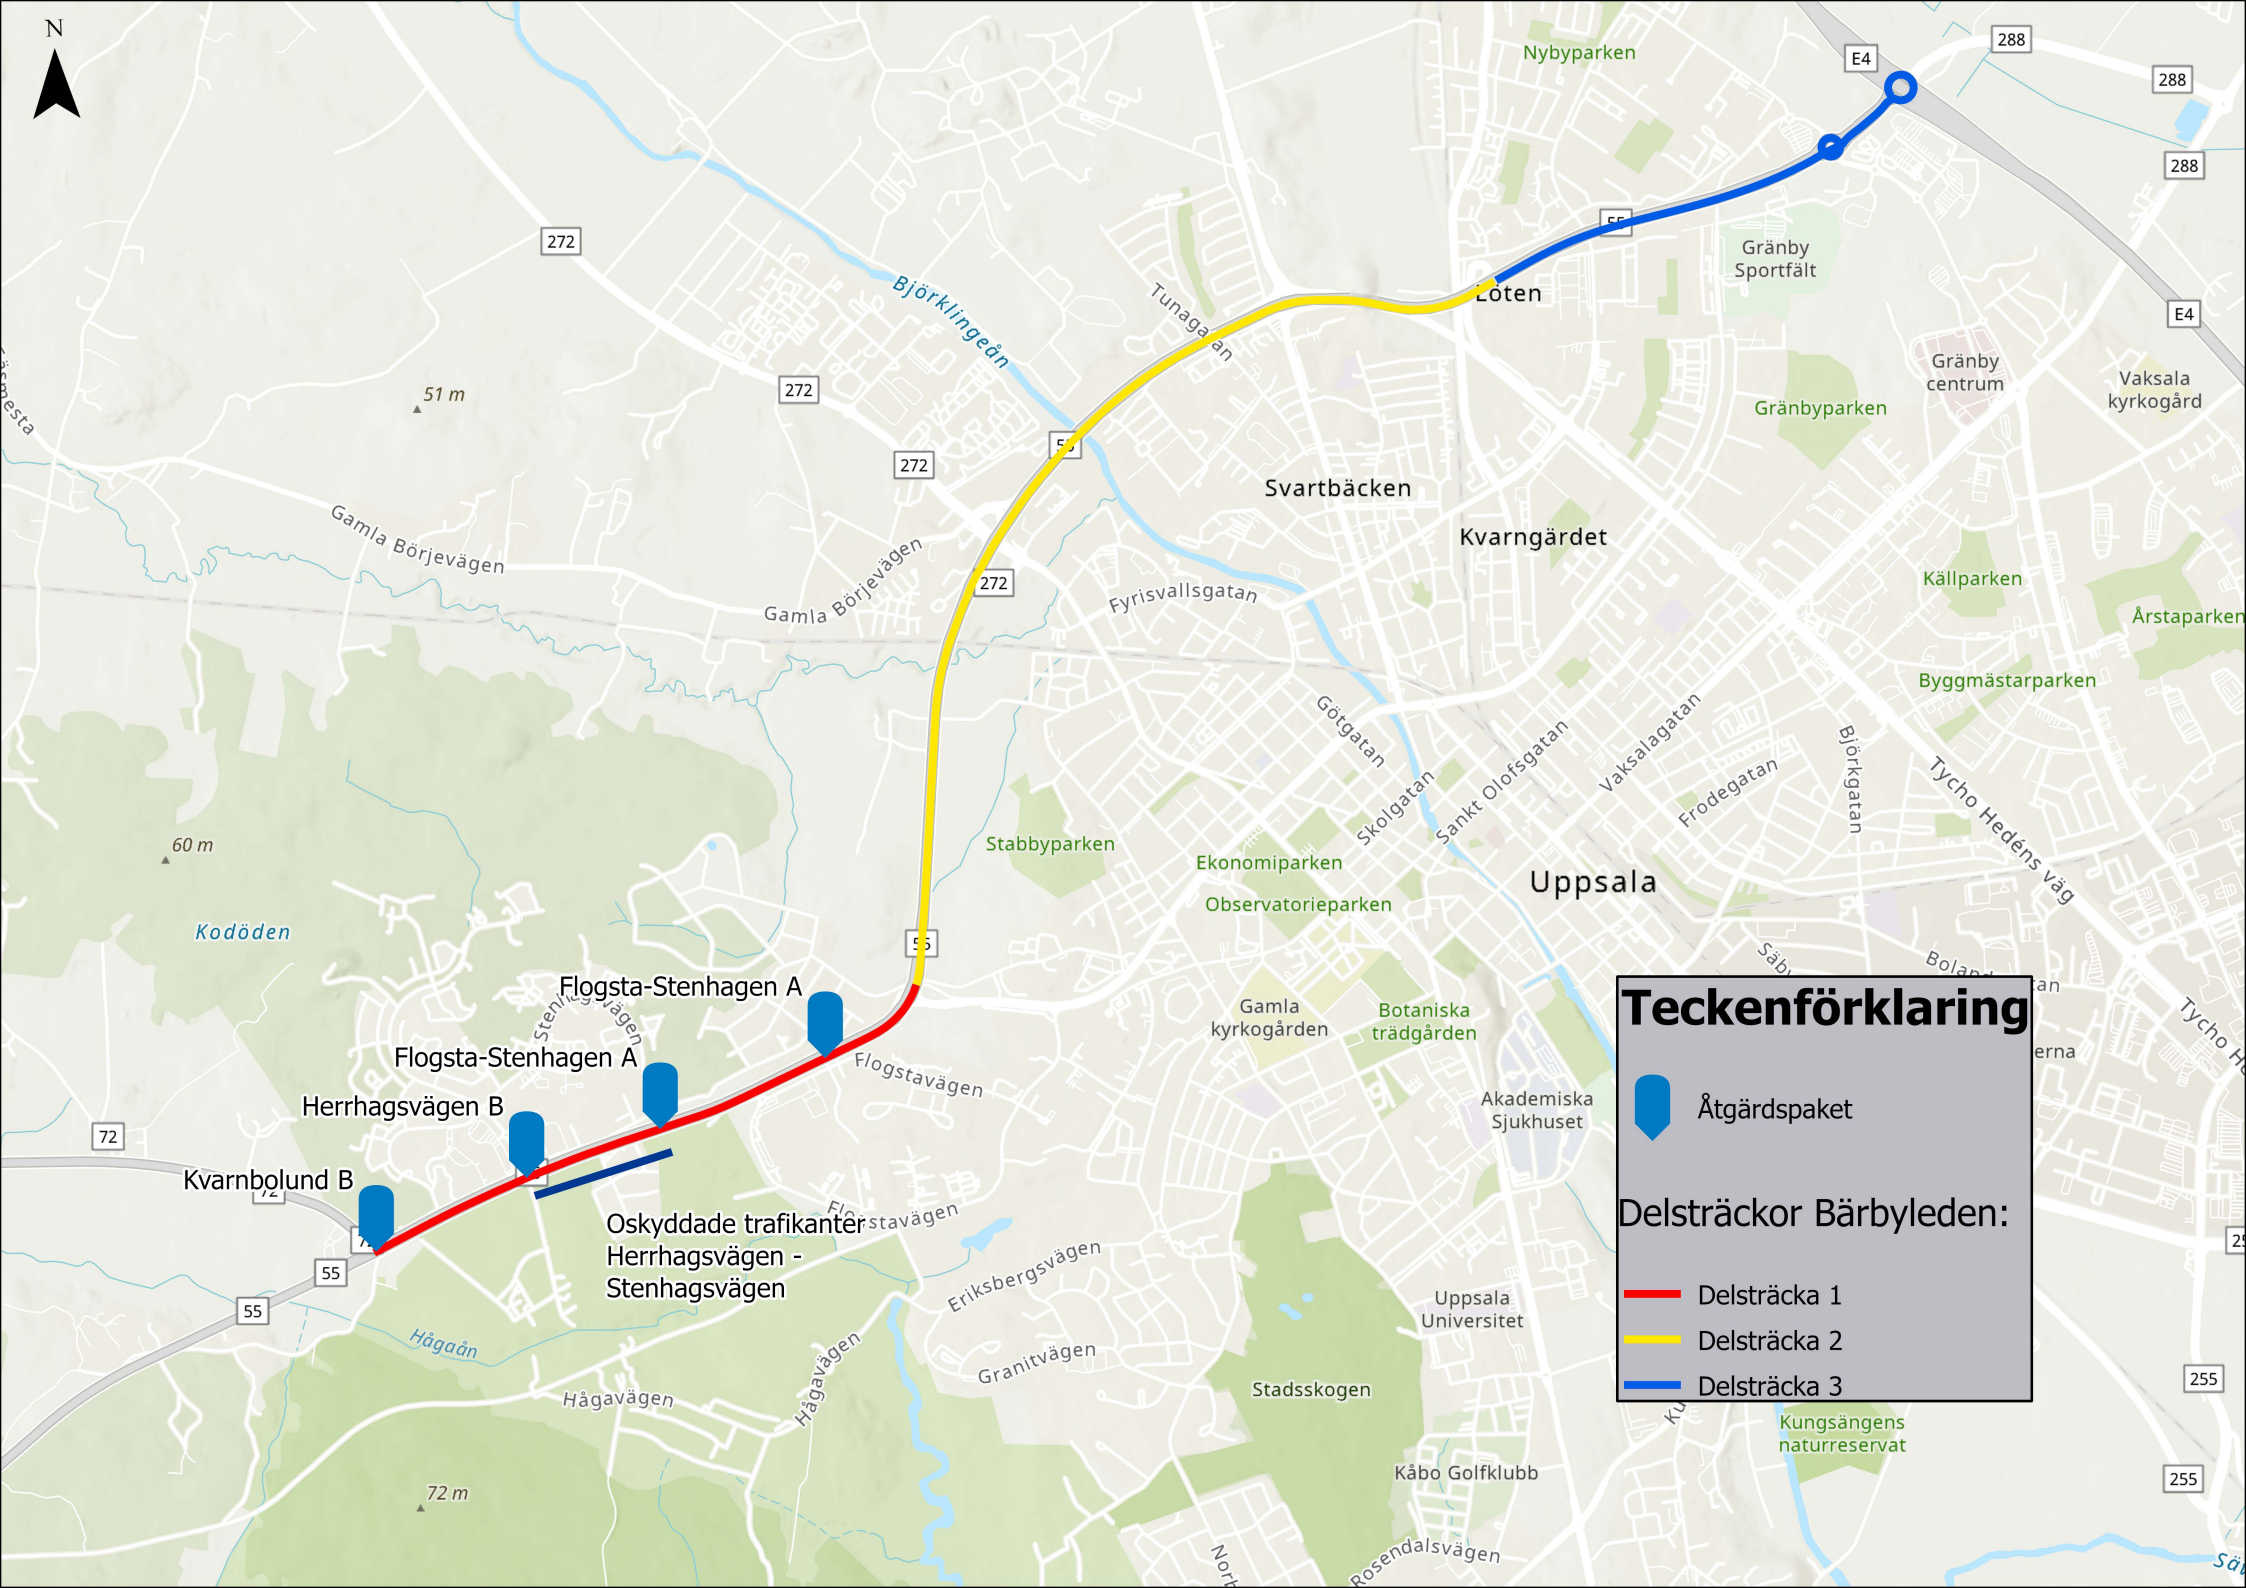 N
Nybyparken
E4
288
288
288
272
55
Gränby
Sportfält
Björklingeån
Tunagatan
Löten
E4
Gränby
centrum
Vaksala
kyrkogård
51 m
272
Gränbyparken
272
Svartbäcken
Kvarngärdet
Gamla Börjevägen
Gamla Börjevägen
272
Fyrisvallsgatan
Källparken
Årstaparken
Byggmästarparken
Götgatan
Skolgatan
Sankt Olofsgatan
Vaksalagatan
Frodegatan
Björkgatan
Tycho Hedéns väg
60 m
Stabbyparken
Ekonomiparken
Observatorieparken
Uppsala
Kodöden
55
Flogsta-Stenhagen A
Stenhagsvägen
Gamla
kyrkogården
Botaniska
trädgården
Flogsta-Stenhagen A
Flogstavägen
Herrhagsvägen B
Akademiska
Sjukhuset
72
Kvarnbolund B
72
Flogstavägen
Oskyddade trafikanter
Herrhagsvägen -
Stenhagsvägen
55
55
Eriksbergsvägen
Hågaån
Granitvägen
Hågavägen
Hågavägen
Uppsala
Universitet
Stadsskogen
72 m
Kåbo Golfklubb
Rosendalsvägen
Teckenförklaring
Åtgärdspaket
Delsträckor Bärbyleden:
Delsträcka 1
Delsträcka 2
Delsträcka 3
255
255
Kungsängens
naturreservat